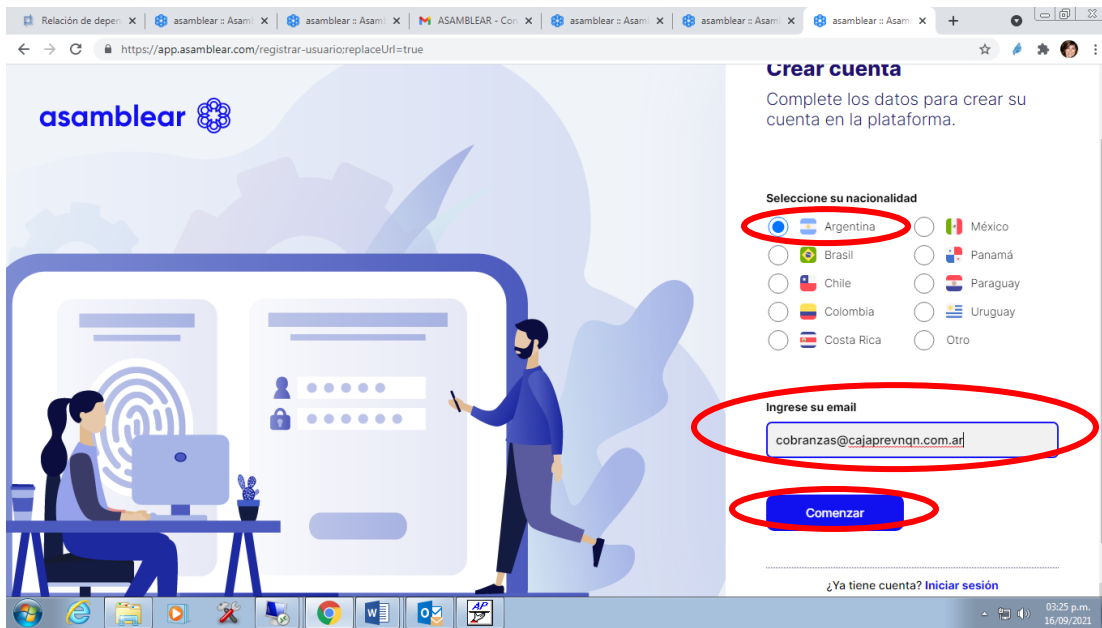 Relación de depen
asamblear :: Asam
asamblear :: Asam
ASAMBLEAR - Con
asamblear :: Asam
asamblear :: Asam
asamblear :: Asam
https://app.asamblear.com/registrar-usuario;replaceUrl=true
asamblear
Crear cuenta
Complete los datos para crear su
cuenta en la plataforma.
Seleccione su nacionalidad
Argentina México
Brasil Panamá
Chile Paraguay
Colombia Uruguay
Costa Rica Otro
Ingrese su email
cobranzas@cajaprevnqn.com.ar
Comenzar
¿Ya tiene cuenta? Iniciar sesión
AP
03:25 p.m.
16/09/2021